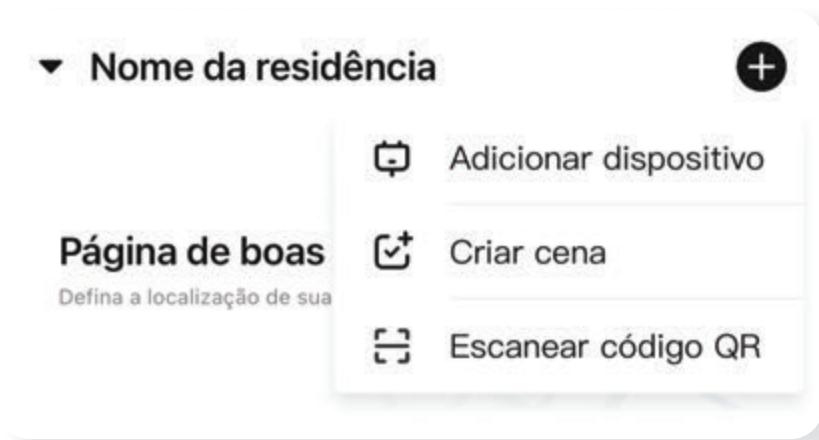 Nome da residência
Adicionar dispositivo
Página de boas
Criar cena
Defina a localização de sua
Escanear código QR